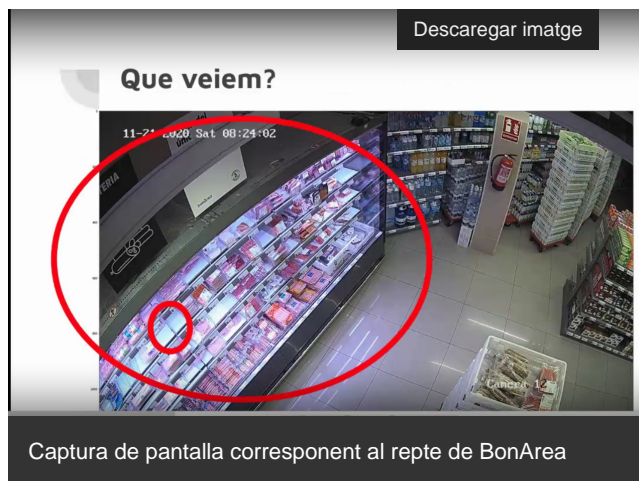 Descaregar imatge
Que veiem?
11-21-2020 Sat 08:24:02
Camera 12
Captura de pantalla corresponent al repte de BonArea